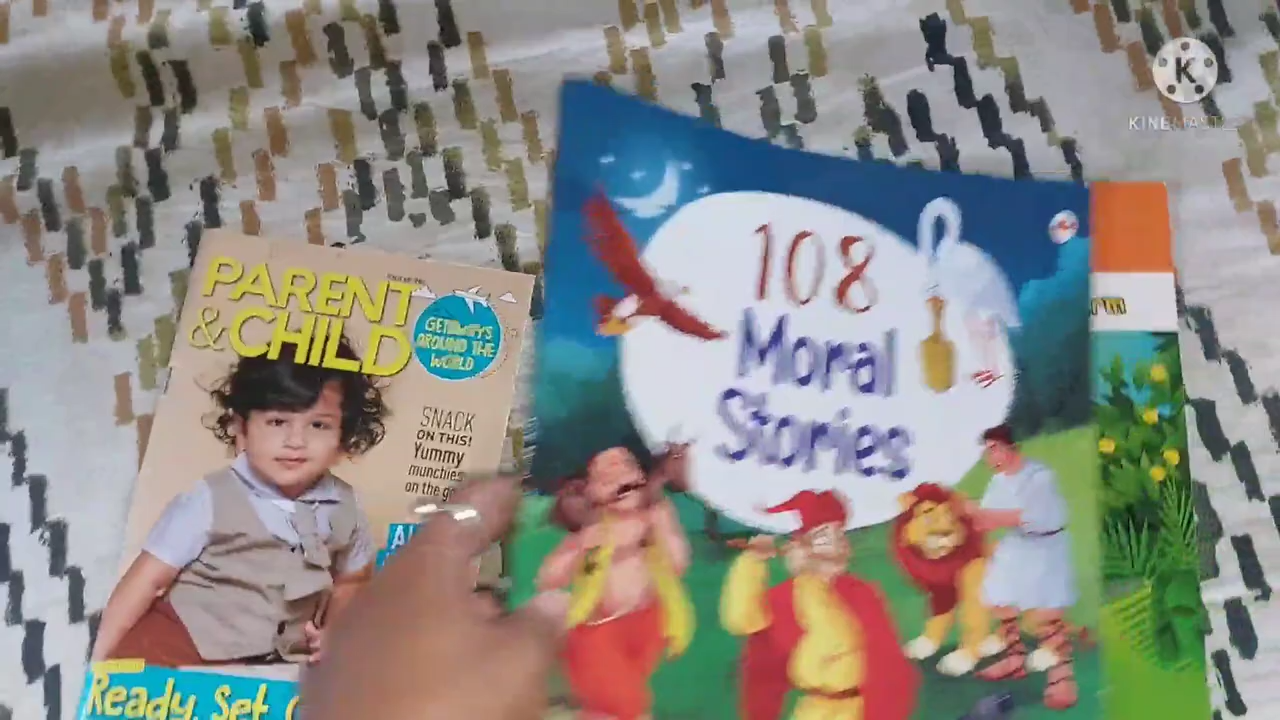 PARENT
& CHILD
GETAWAYS
AROUND THE
WORLD
SNACK
ON THIS!
Yummy
munchies
on the go
Ready, Set
108
Moral
Stories
KINEMASTER